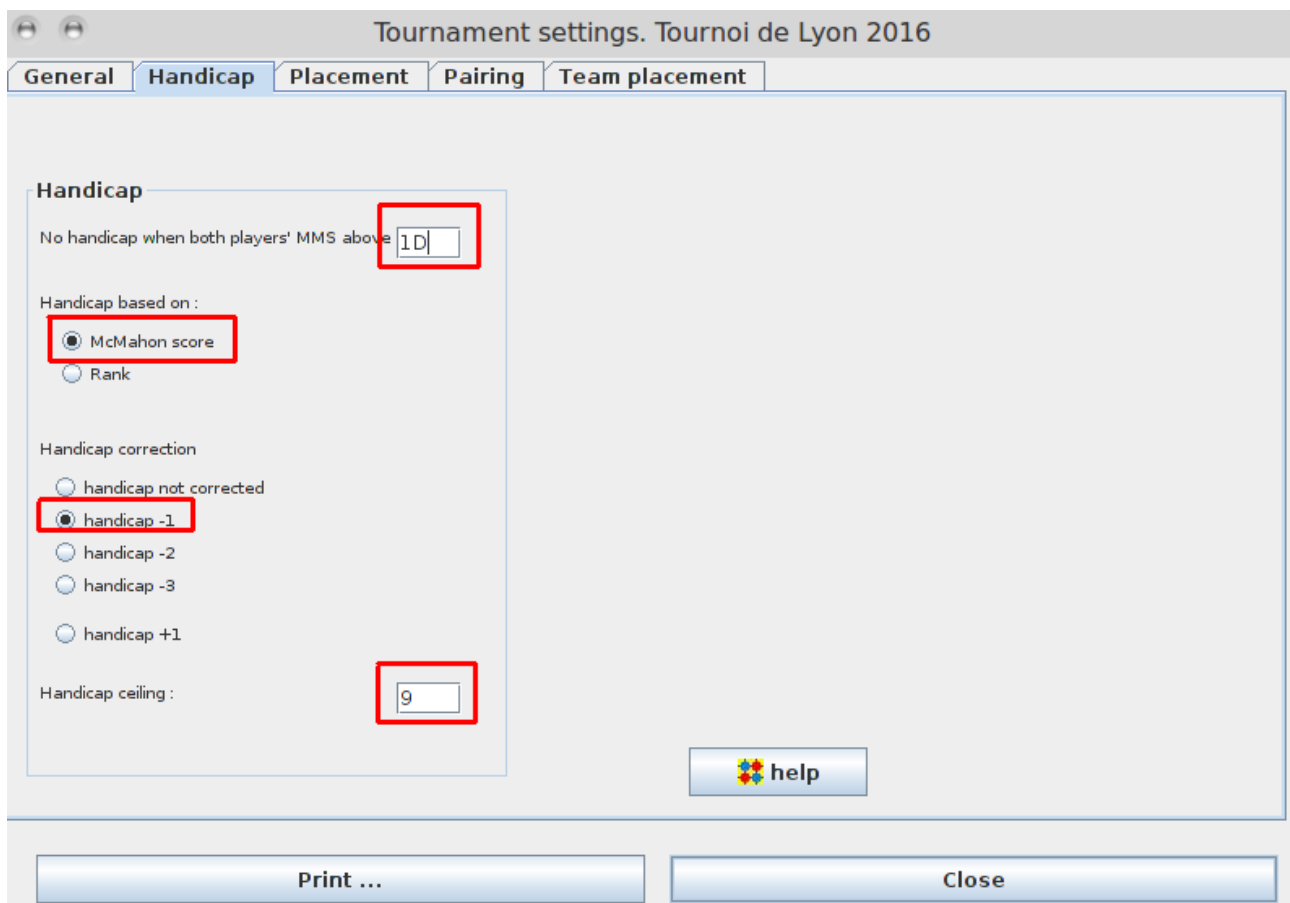 Tournament settings. Tournoi de Lyon 2016
General Handicap Placement Pairing Team placement
Handicap
No handicap when both players' MMS above 1D
Handicap based on :
McMahon score
Rank
Handicap correction
handicap not corrected
handicap -1
handicap -2
handicap -3
handicap +1
Handicap ceiling : 9
help
Print ... Close